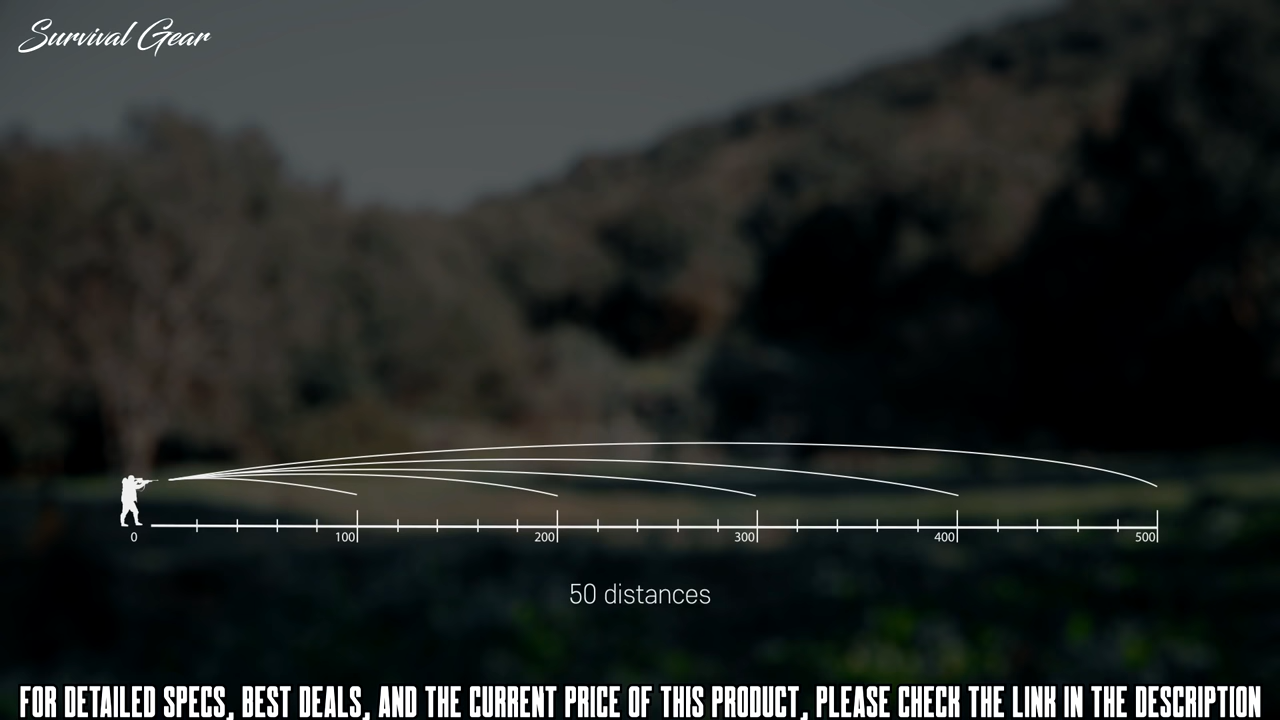 Survival Gear
0 100 200 300 400 500
50 distances
FOR DETAILED SPECS, BEST DEALS, AND THE CURRENT PRICE OF THIS PRODUCT, PLEASE CHECK THE LINK IN THE DESCRIPTION